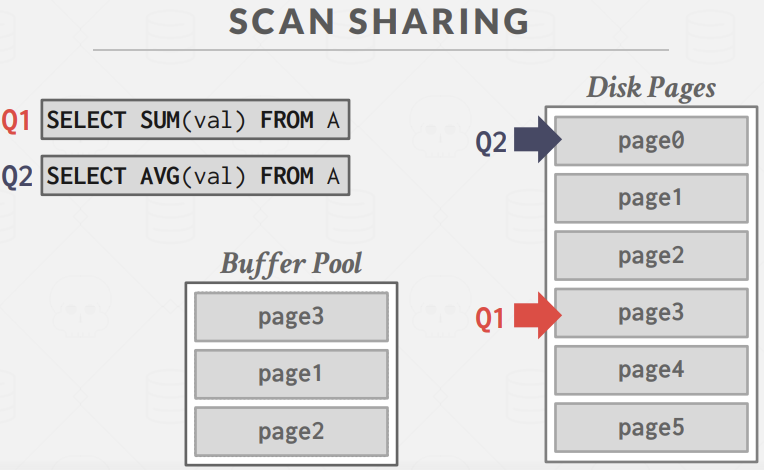 SCAN SHARING
Q1 SELECT SUM(val) FROM A
Q2 SELECT AVG(val) FROM A
Buffer Pool
page3
page1
page2
Disk Pages
Q2 page0
page1
page2
Q1 page3
page4
page5